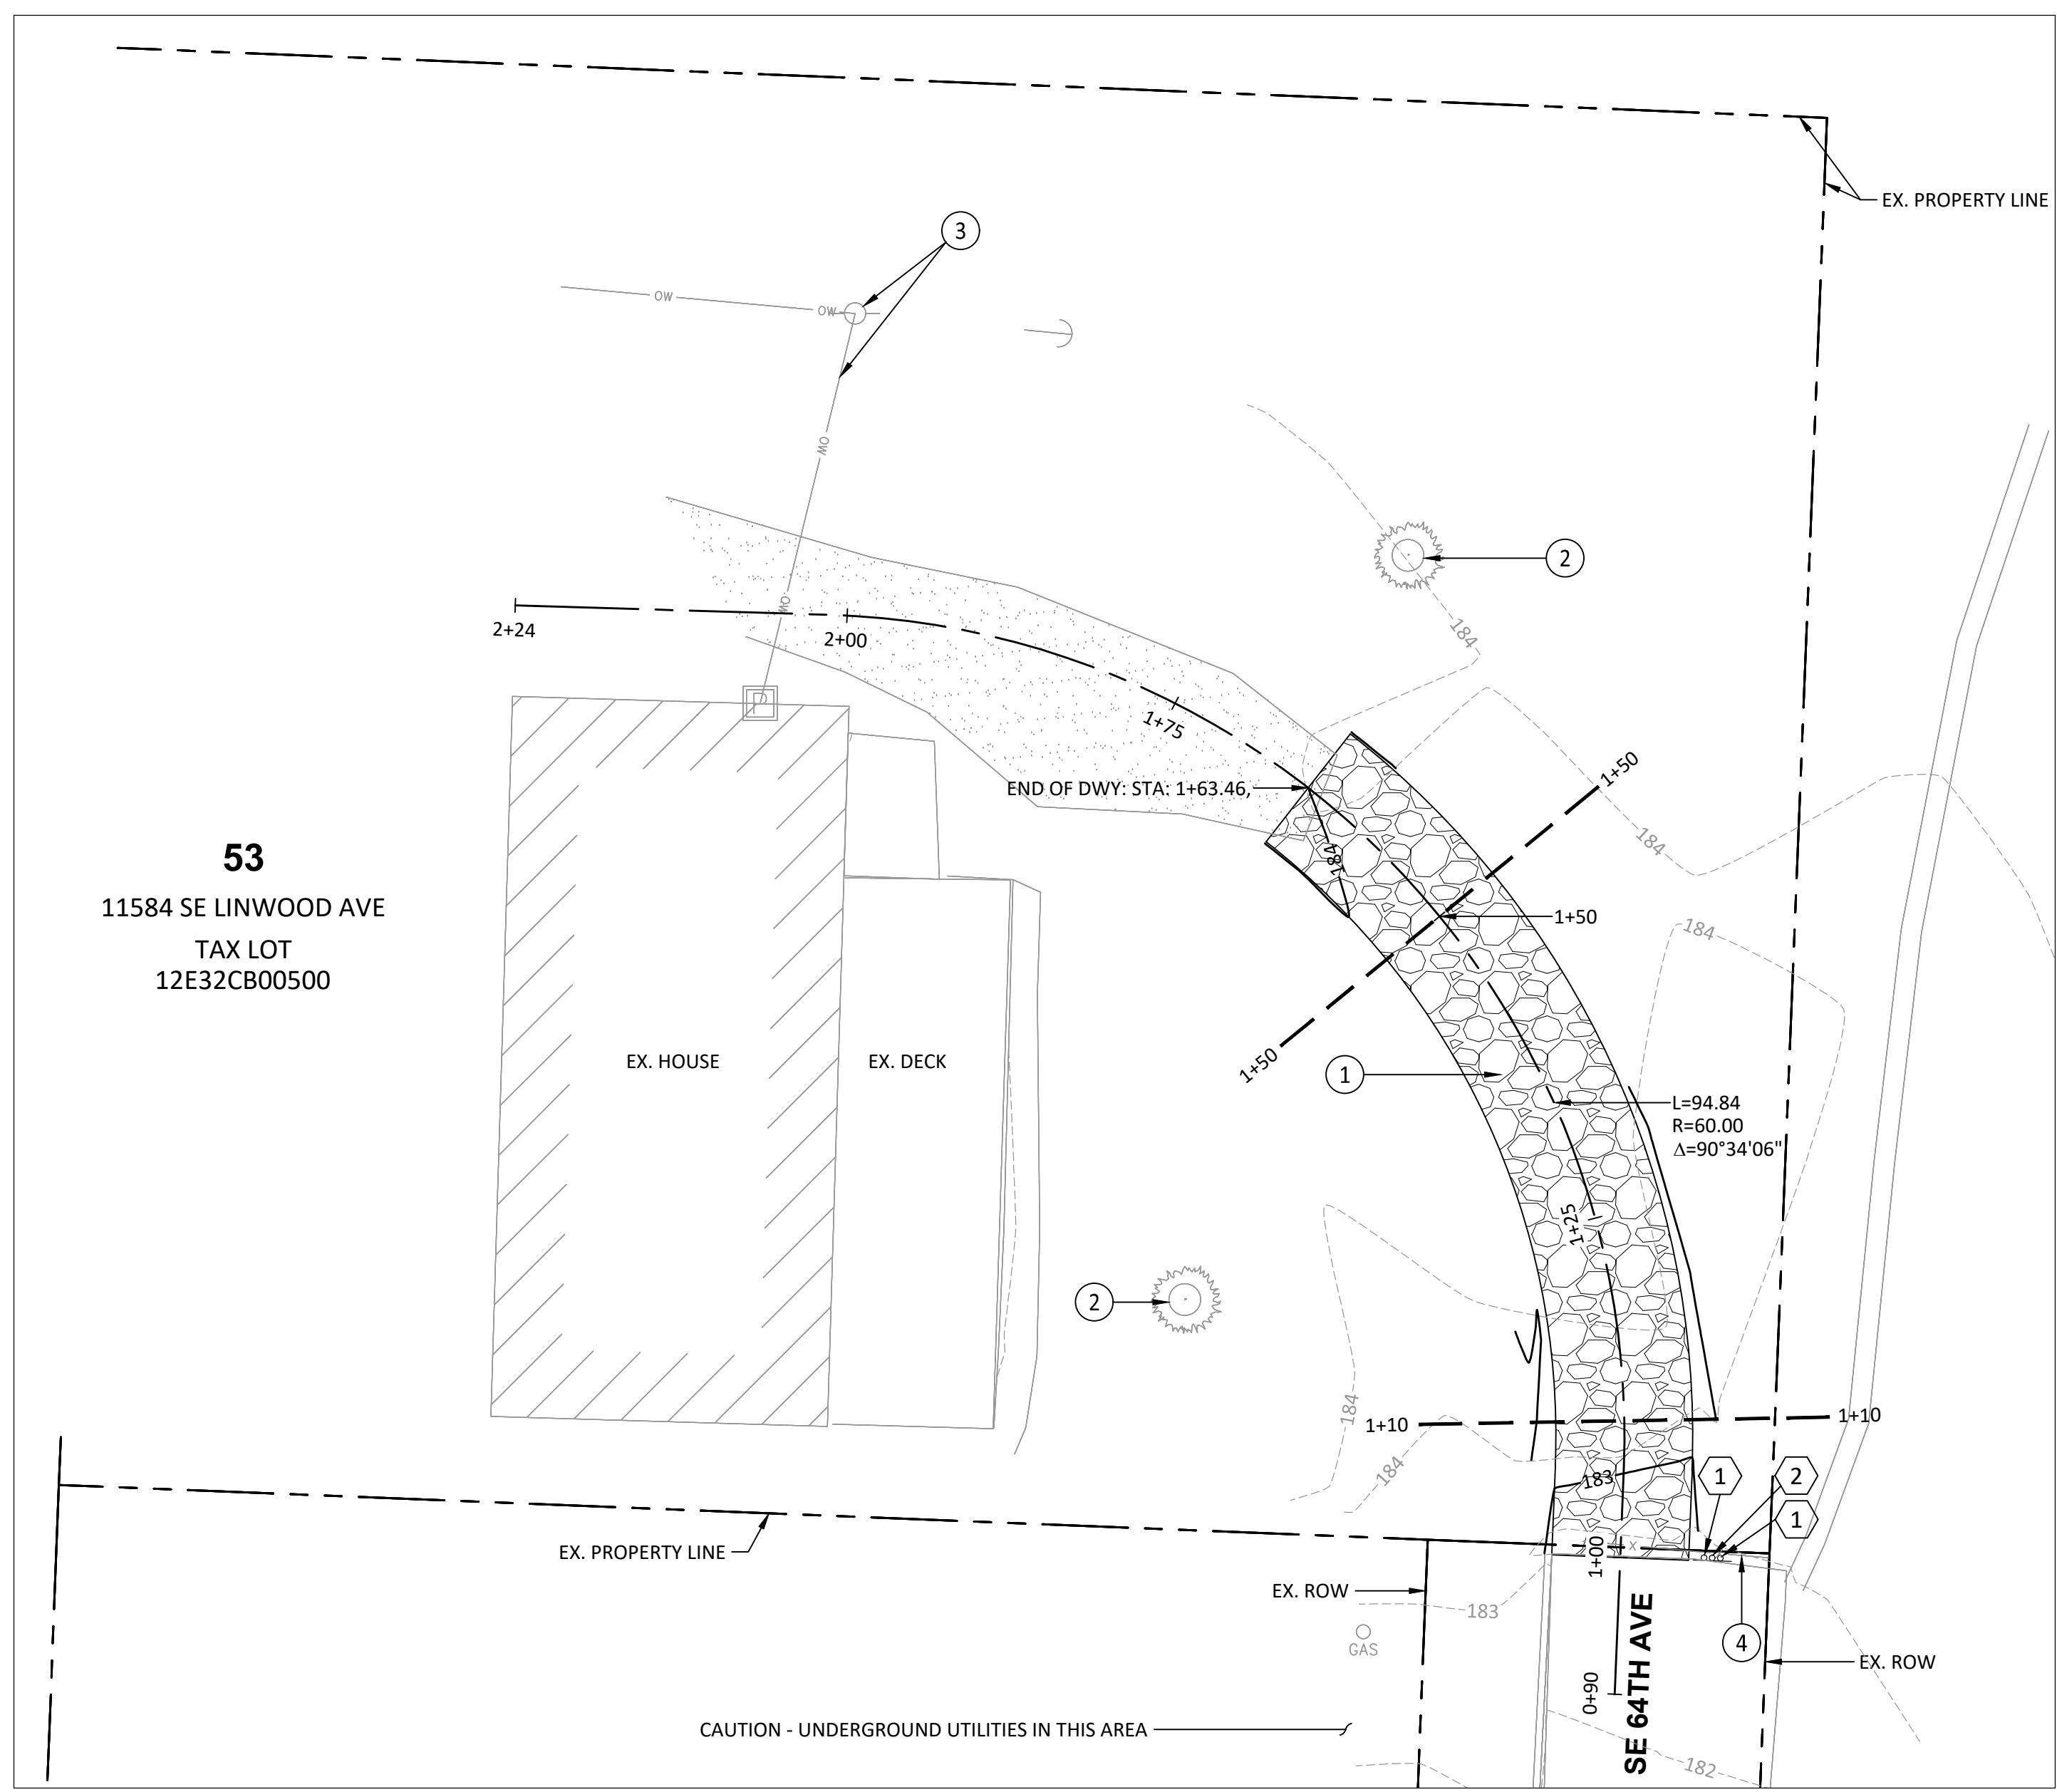 EX. PROPERTY LINE
3
OW
OW
OW
2
184
OW
2+24
2+00
1+75
1+50
P
END OF DWY: STA: 1+63.46,
184
184
53
11584 SE LINWOOD AVE
TAX LOT
12E32CB00500
1+50
184
EX. HOUSE
EX. DECK
1+50
1
L=94.84
R=60.00
Δ=90°34'06"
1+25
2
184
1+10
1+10
184
183
1
2
1
EX. PROPERTY LINE
1+00
x
EX. ROW
183
GAS
4
EX. ROW
0+90
SE 64TH AVE
CAUTION - UNDERGROUND UTILITIES IN THIS AREA
182